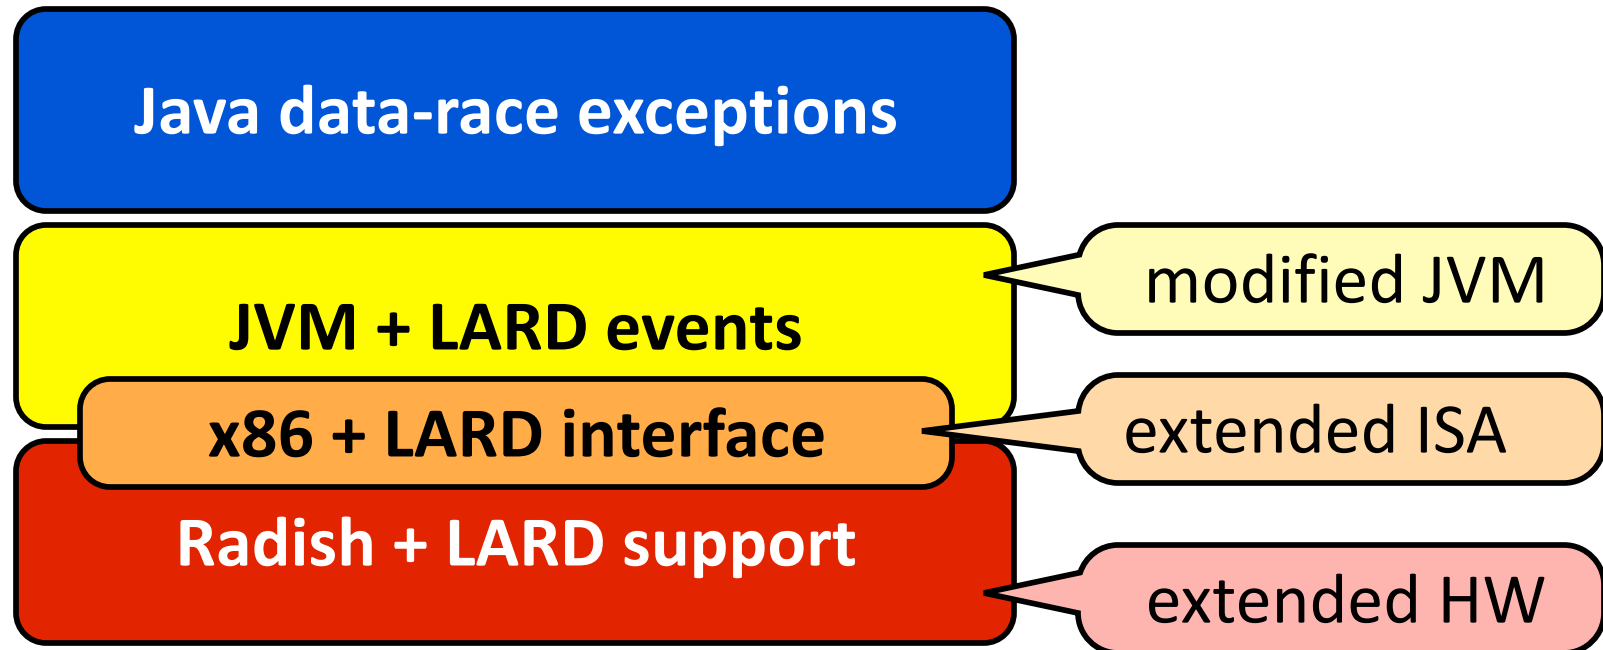 Java data-race exceptions
JVM + LARD events
modified JVM
x86 + LARD interface
extended ISA
Radish + LARD support
extended HW